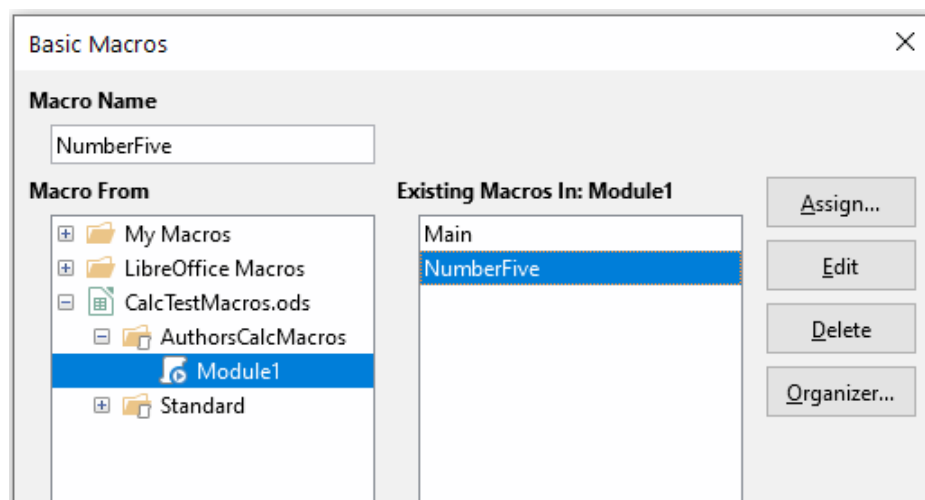 Basic Macros
Macro Name
NumberFive
Macro From
My Macros
LibreOffice Macros
CalcTestMacros.ods
AuthorsCalcMacros
Module1
Standard
Existing Macros In: Module1
Main
NumberFive
Assign...
Edit
Delete
Organizer...